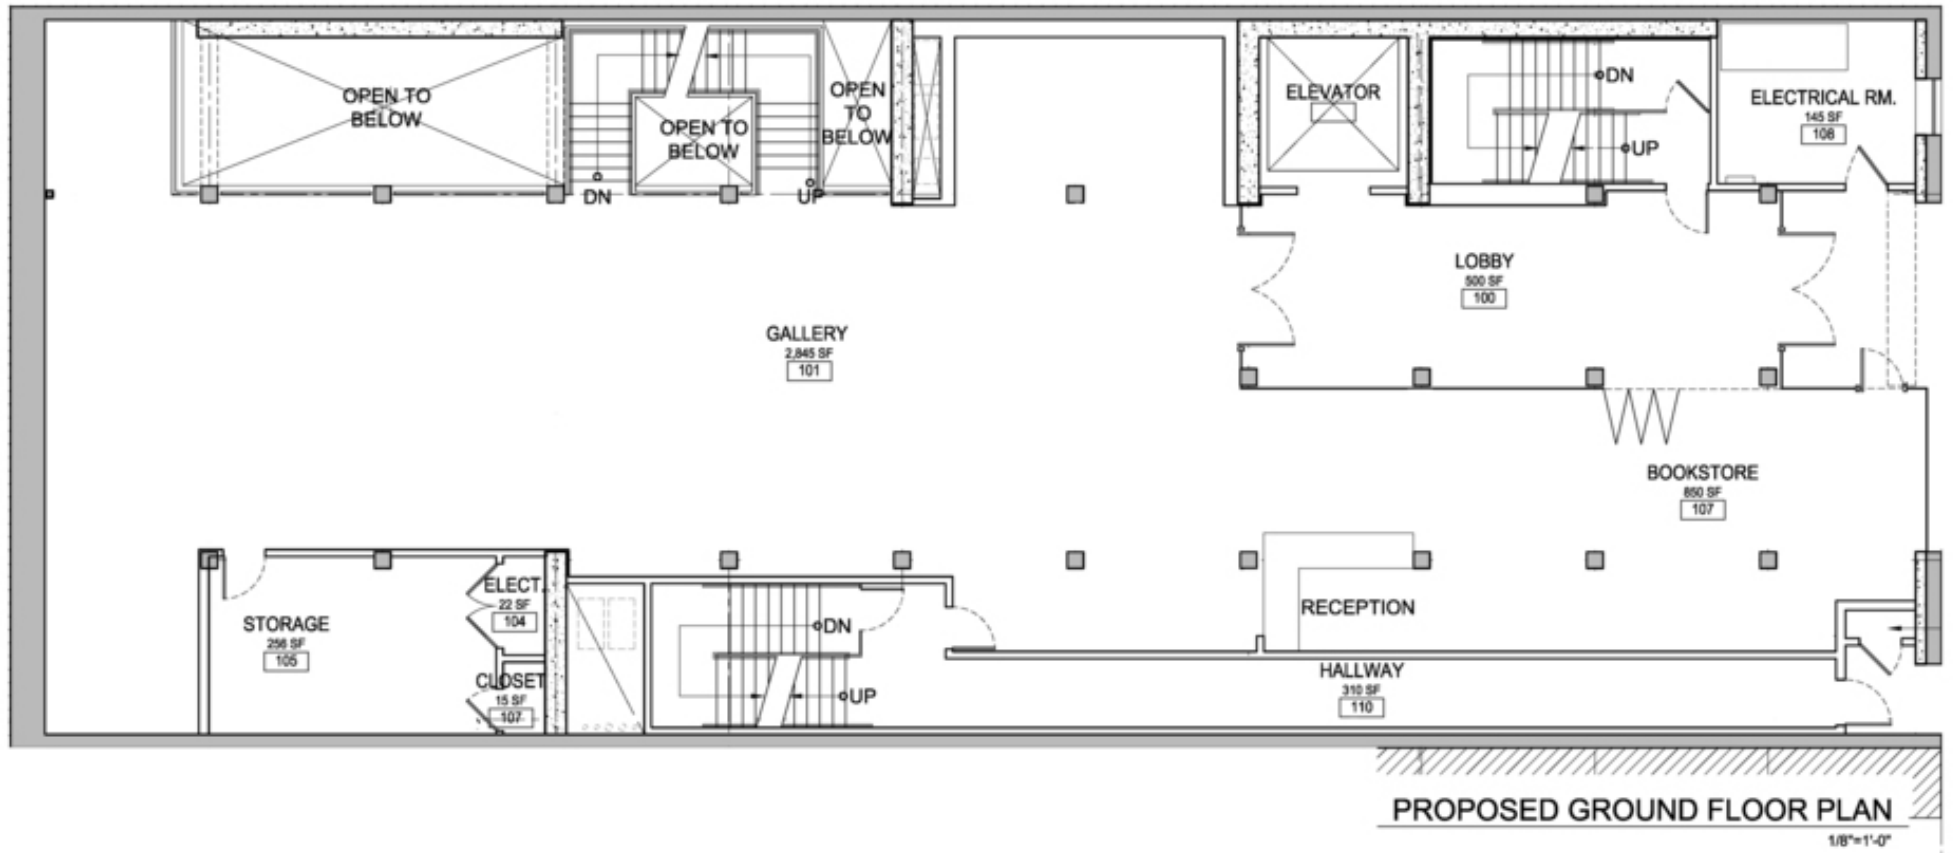 OPEN TO
BELOW
OPEN TO
BELOW
OPEN
TO
BELOW
DN
UP
ELEVATOR
DN
UP
ELECTRICAL RM.
145 SF
108
LOBBY
500 SF
100
GALLERY
2,845 SF
101
BOOKSTORE
850 SF
107
RECEPTION
STORAGE
256 SF
105
ELECT.
22 SF
104
CLOSET
15 SF
107
DN
UP
HALLWAY
310 SF
110
PROPOSED GROUND FLOOR PLAN
1/8"=1'-0"